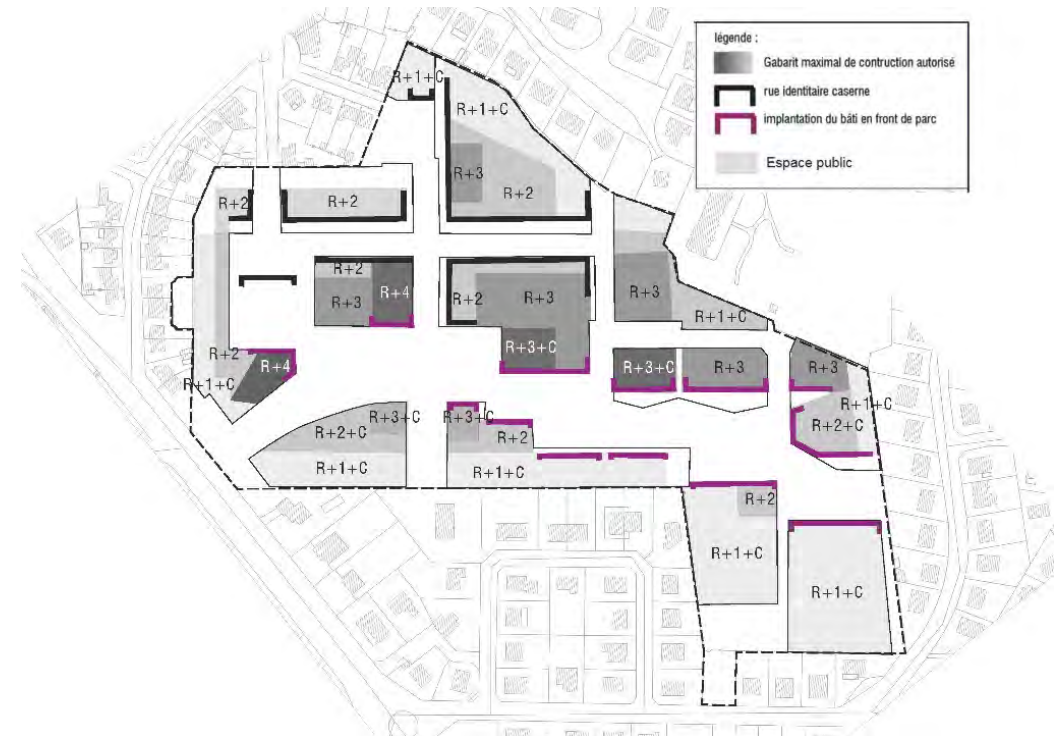 légende :
Gabarit maximal de contruction autorisé
rue identitaire caserne
implantation du bâti en front de parc
Espace public
R+1+C
R+1+C
R+3
R+2
R+2
R+2
R+2
R+3
R+4
R+2
R+3
R+3
R+1+C
R+3+C
R+2
R+4
R+1+C
R+3+C
R+3
R+3
R+1+C
R+2+C
R+3+C
R+2+C
R+3+C
R+2
R+1+C
R+1+C
R+2
R+1+C
R+1+C